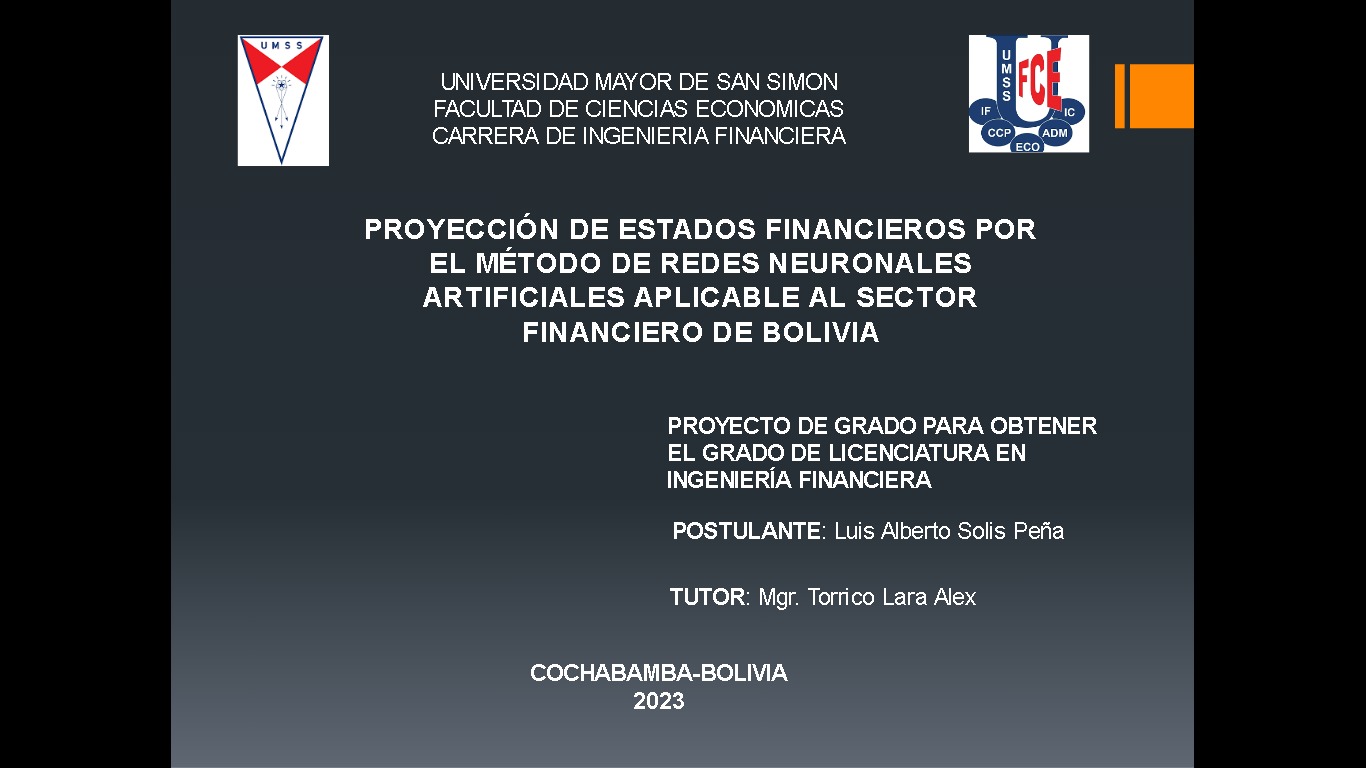 UMSS
UNIVERSIDAD MAYOR DE SAN SIMON
FACULTAD DE CIENCIAS ECONOMICAS
CARRERA DE INGENIERIA FINANCIERA
UMSS
FCE
IF
IC
CCP
ADM
ECO
PROYECCIÓN DE ESTADOS FINANCIEROS POR
EL MÉTODO DE REDES NEURONALES
ARTIFICIALES APLICABLE AL SECTOR
FINANCIERO DE BOLIVIA
PROYECTO DE GRADO PARA OBTENER
EL GRADO DE LICENCIATURA EN
INGENIERÍA FINANCIERA
POSTULANTE: Luis Alberto Solis Peña
TUTOR: Mgr. Torrico Lara Alex
COCHABAMBA-BOLIVIA
2023